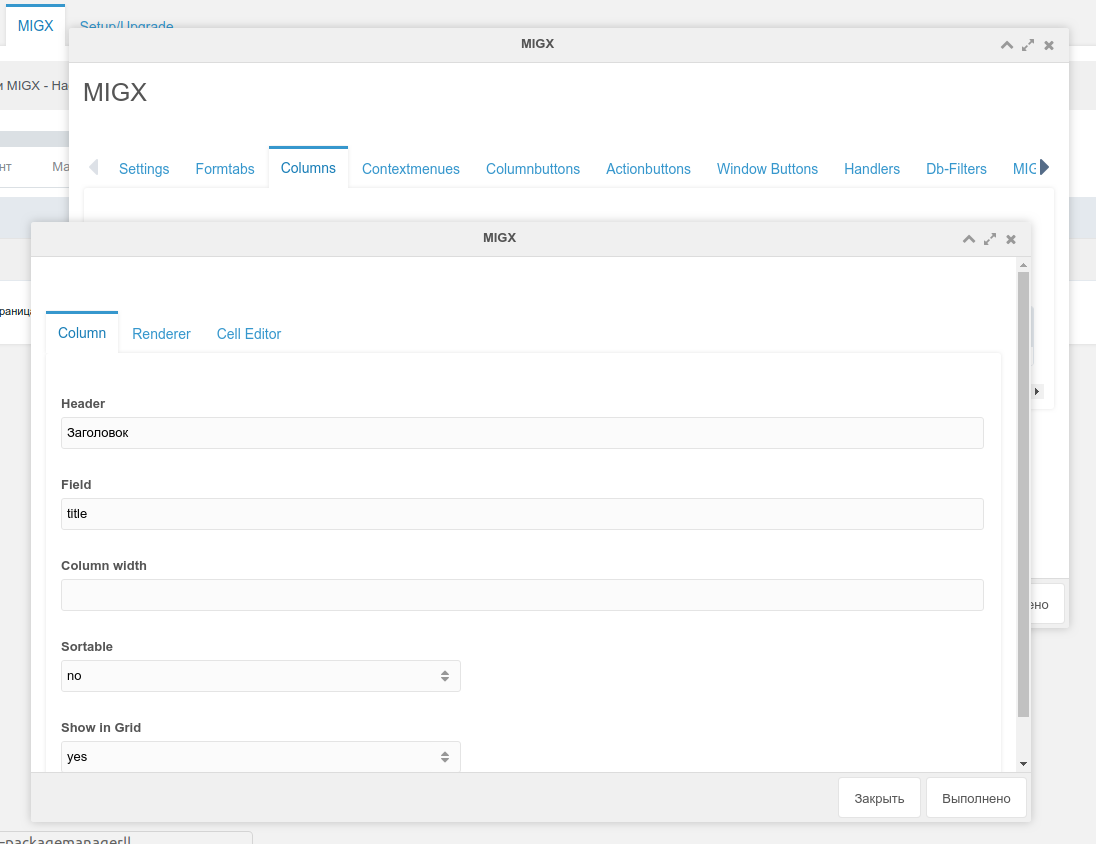 MIGX
Setup/Upgrade
MIGX
и MIGX - На
MIGX
Settings Formtabs Columns Contextmenues Columnbuttons Actionbuttons Window Buttons Handlers Db-Filters MIG
нт Ма
MIGX
раница
Column Renderer Cell Editor
Header
Заголовок
Field
title
Column width
Sortable
no
ено
Show in Grid
yes
Закрыть Выполнено
-packagemanager||